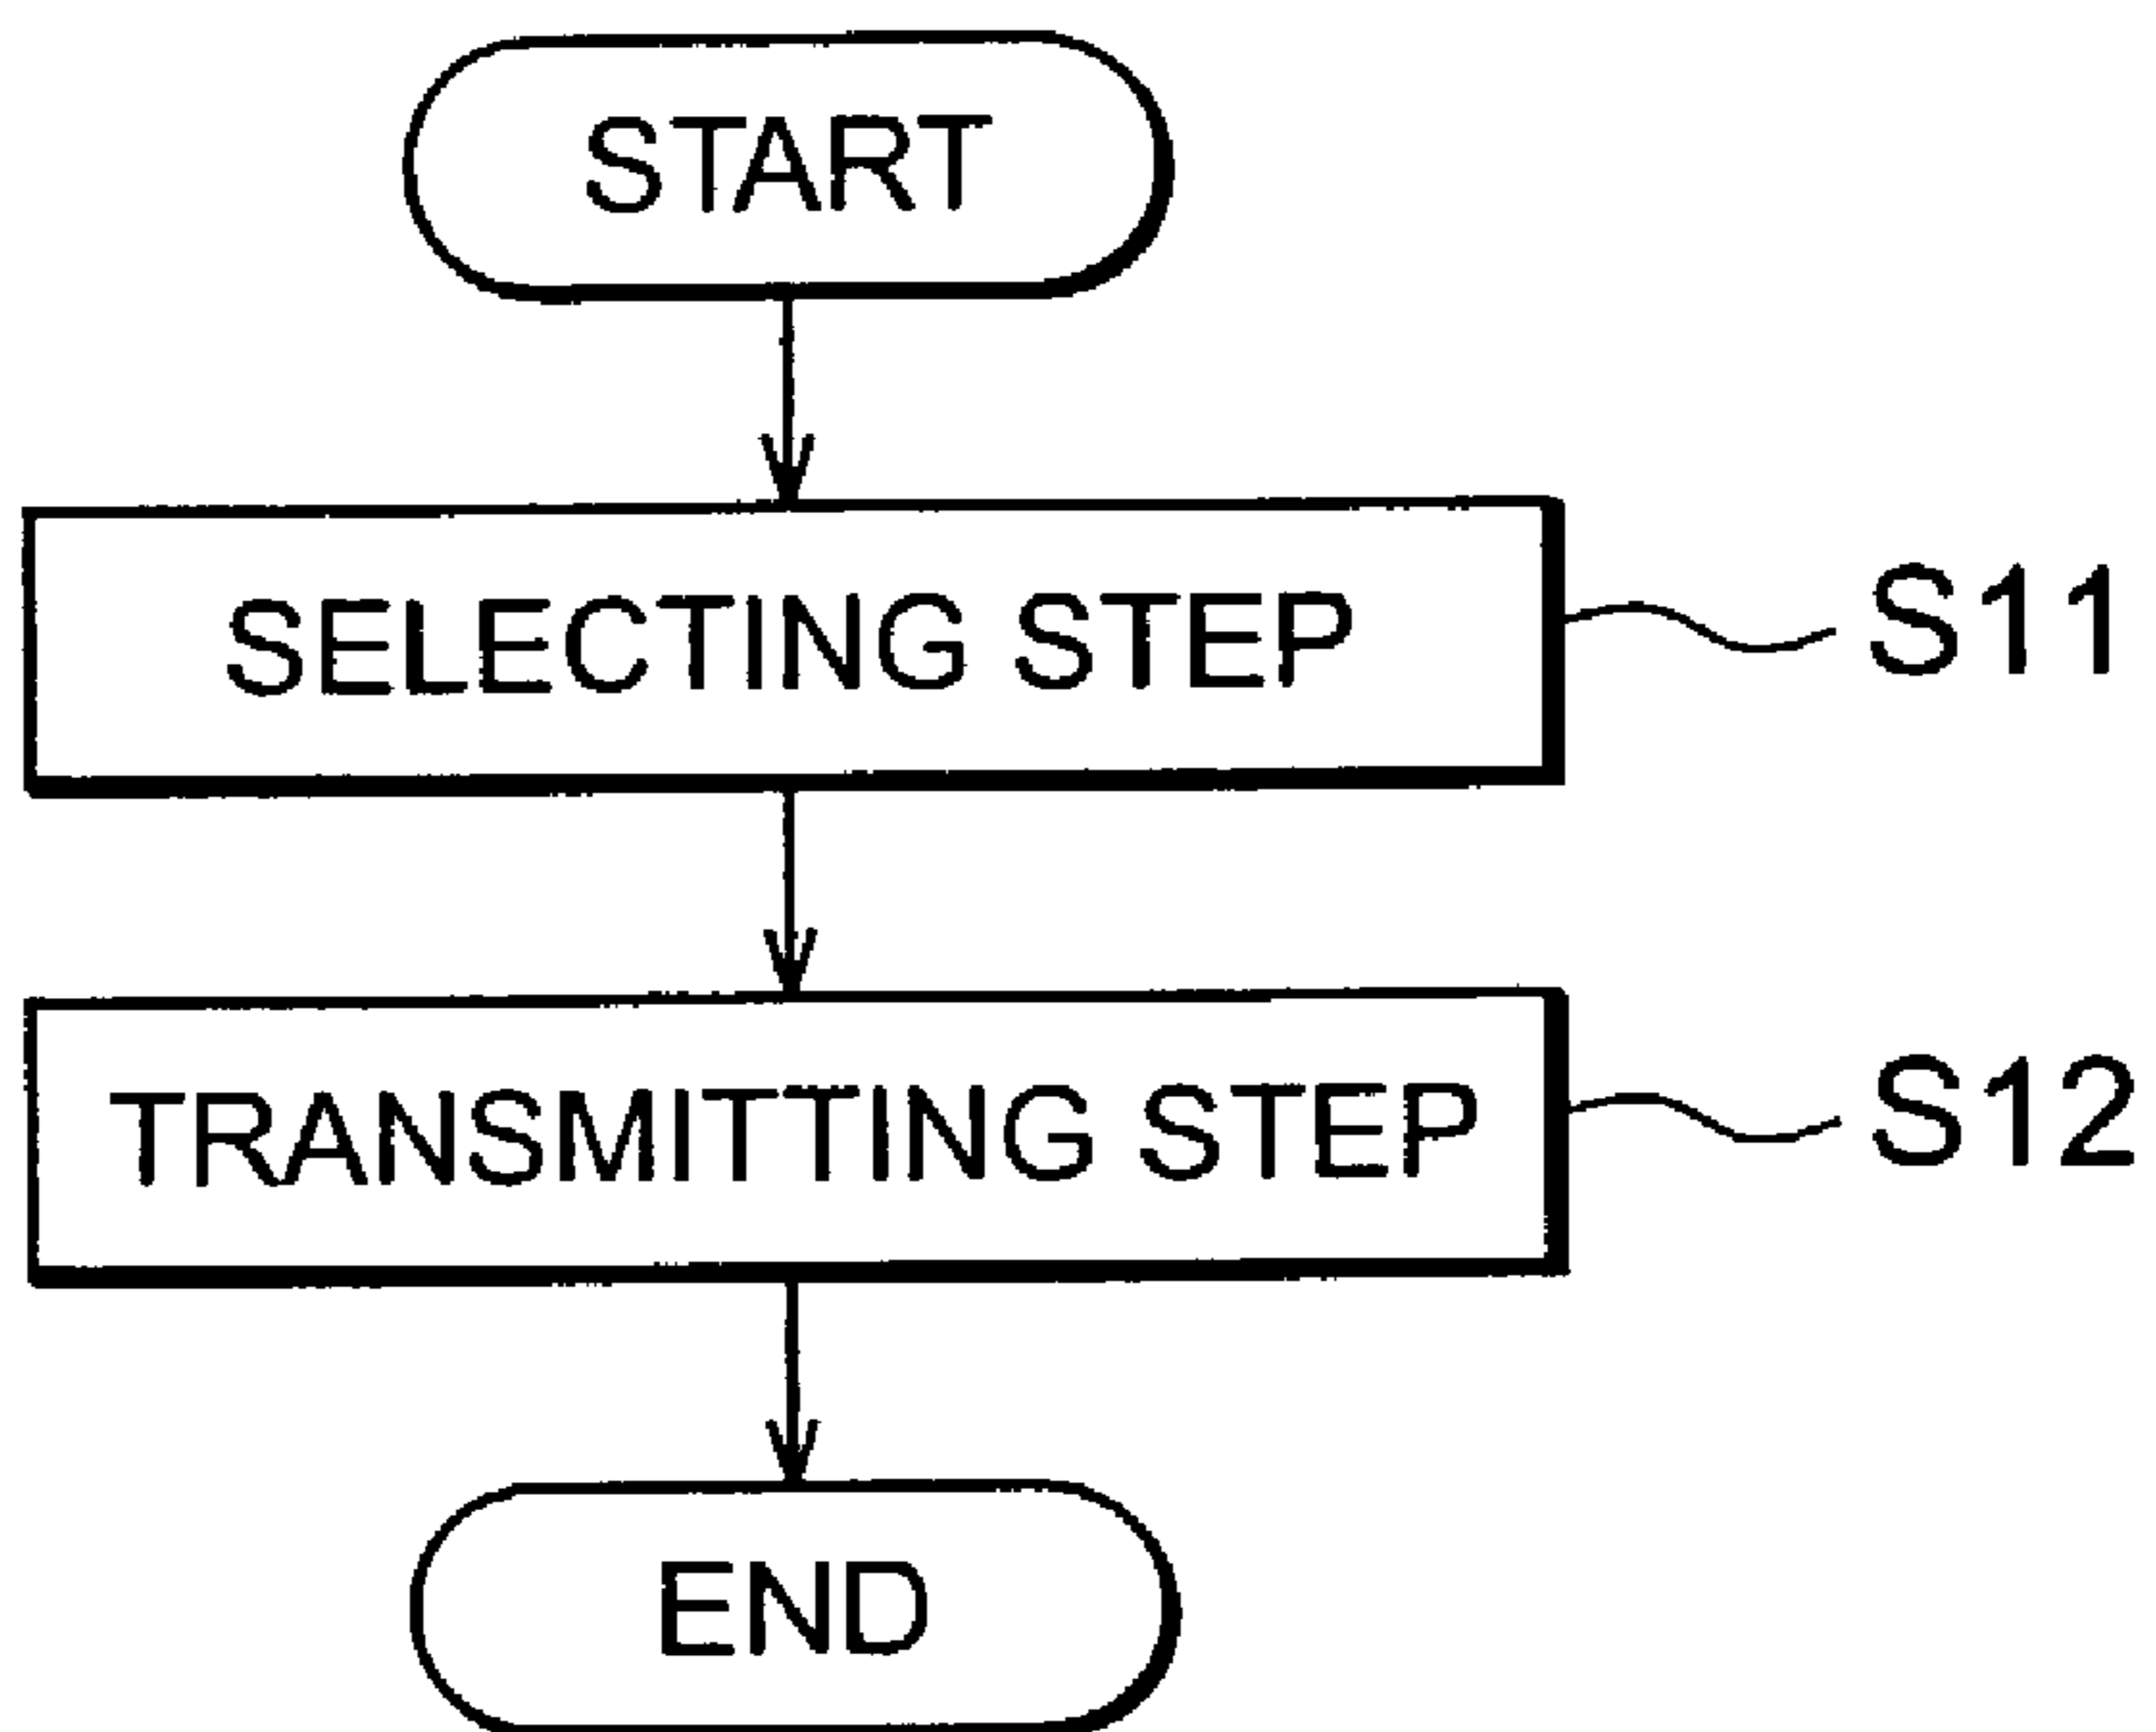 START
SELECTING STEP
S11
TRANSMITTING STEP
S12
END